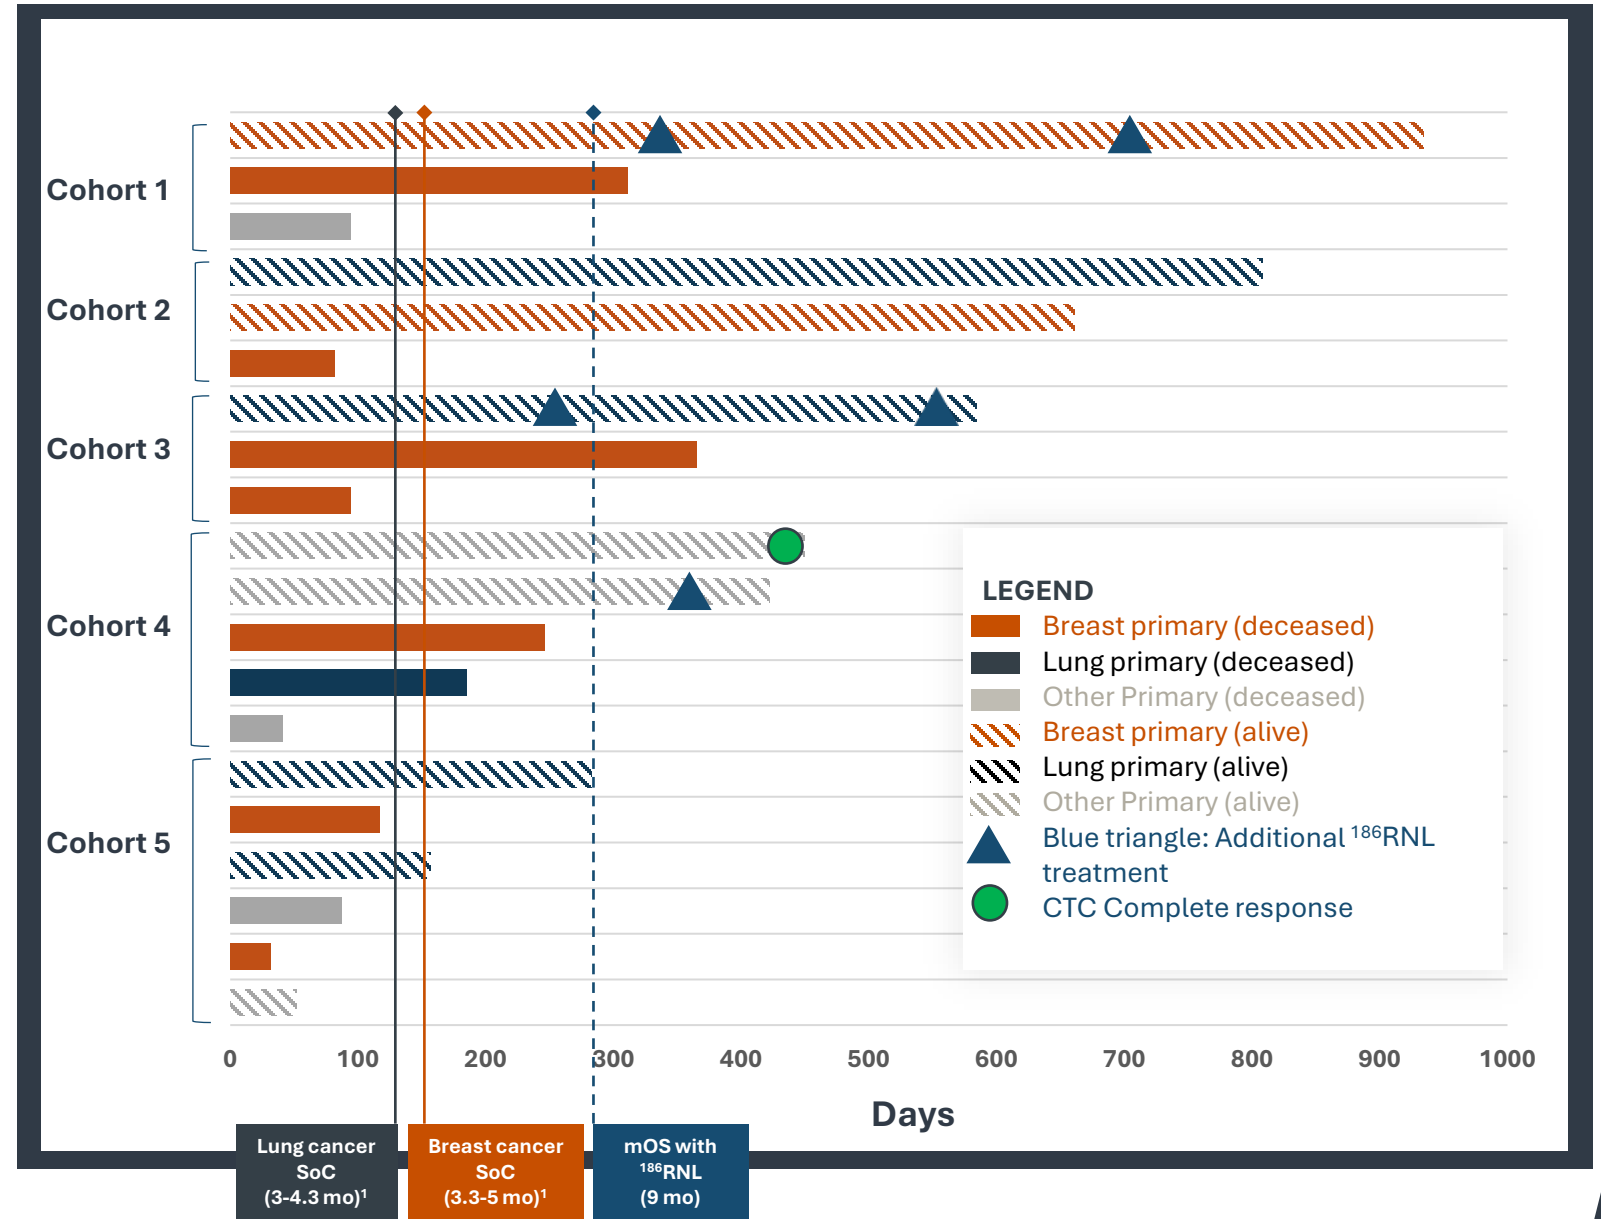 Cohort 1
Cohort 2
Cohort 3
Cohort 4
Cohort 5
LEGEND
Breast primary (deceased)
Lung primary (deceased)
Other Primary (deceased)
Breast primary (alive)
Lung primary (alive)
Other Primary (alive)
Blue triangle: Additional ¹⁸⁶RNL
treatment
CTC Complete response
0 100 200 300 400 500 600 700 800 900 1000
Days
Lung cancer
SoC
(3-4.3 mo)¹
Breast cancer
SoC
(3.3-5 mo)¹
mOS with
¹⁸⁶RNL
(9 mo)